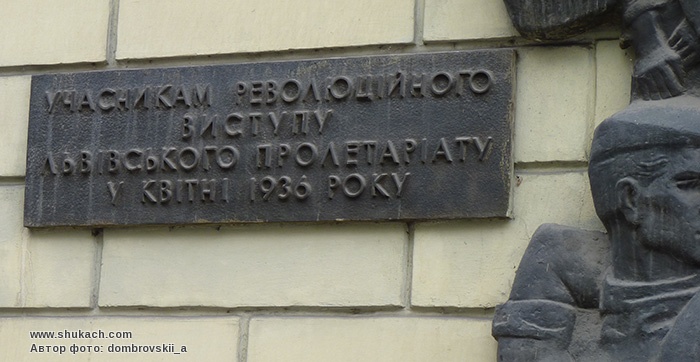 УЧАСНИКАМ РЕВОЛЮЦІЙНОГО
ВИСТУПУ
ЛЬВІВСЬКОГО ПРОЛЕТАРІАТУ
У КВІТНІ 1936 РОКУ
www.shukach.com
Автор фото: dombrovskii_a